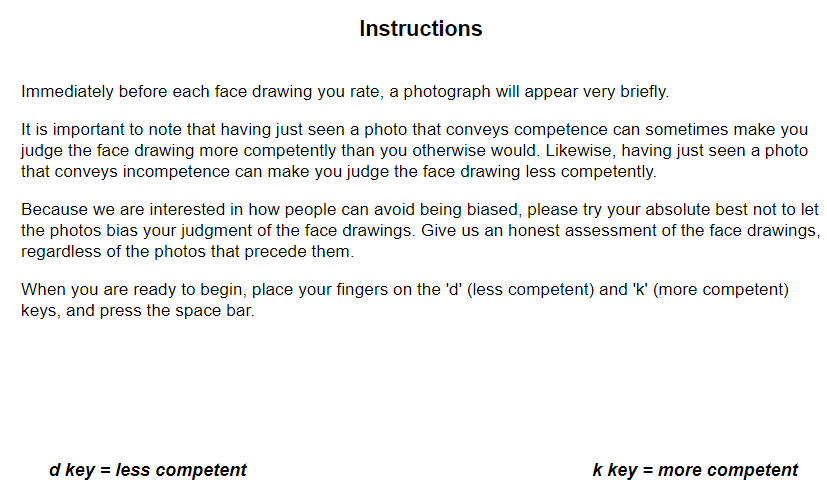 Instructions
Immediately before each face drawing you rate, a photograph will appear very briefly.
It is important to note that having just seen a photo that conveys competence can sometimes make you
judge the face drawing more competently than you otherwise would. Likewise, having just seen a photo
that conveys incompetence can make you judge the face drawing less competently.
Because we are interested in how people can avoid being biased, please try your absolute best not to let
the photos bias your judgment of the face drawings. Give us an honest assessment of the face drawings,
regardless of the photos that precede them.
When you are ready to begin, place your fingers on the 'd' (less competent) and 'k' (more competent)
keys, and press the space bar.
d key = less competent
k key = more competent